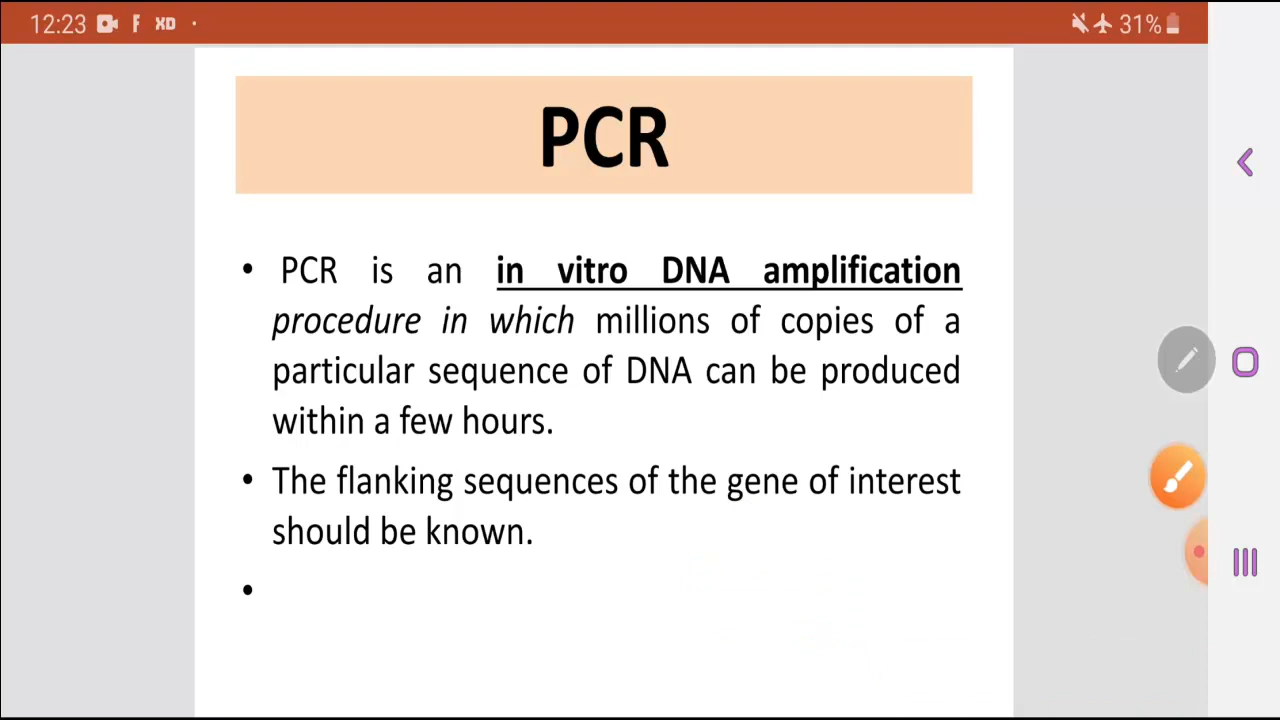 12:23 f XD
31%
PCR
• PCR is an in vitro DNA amplification
procedure in which millions of copies of a
particular sequence of DNA can be produced
within a few hours.
• The flanking sequences of the gene of interest
should be known.
•